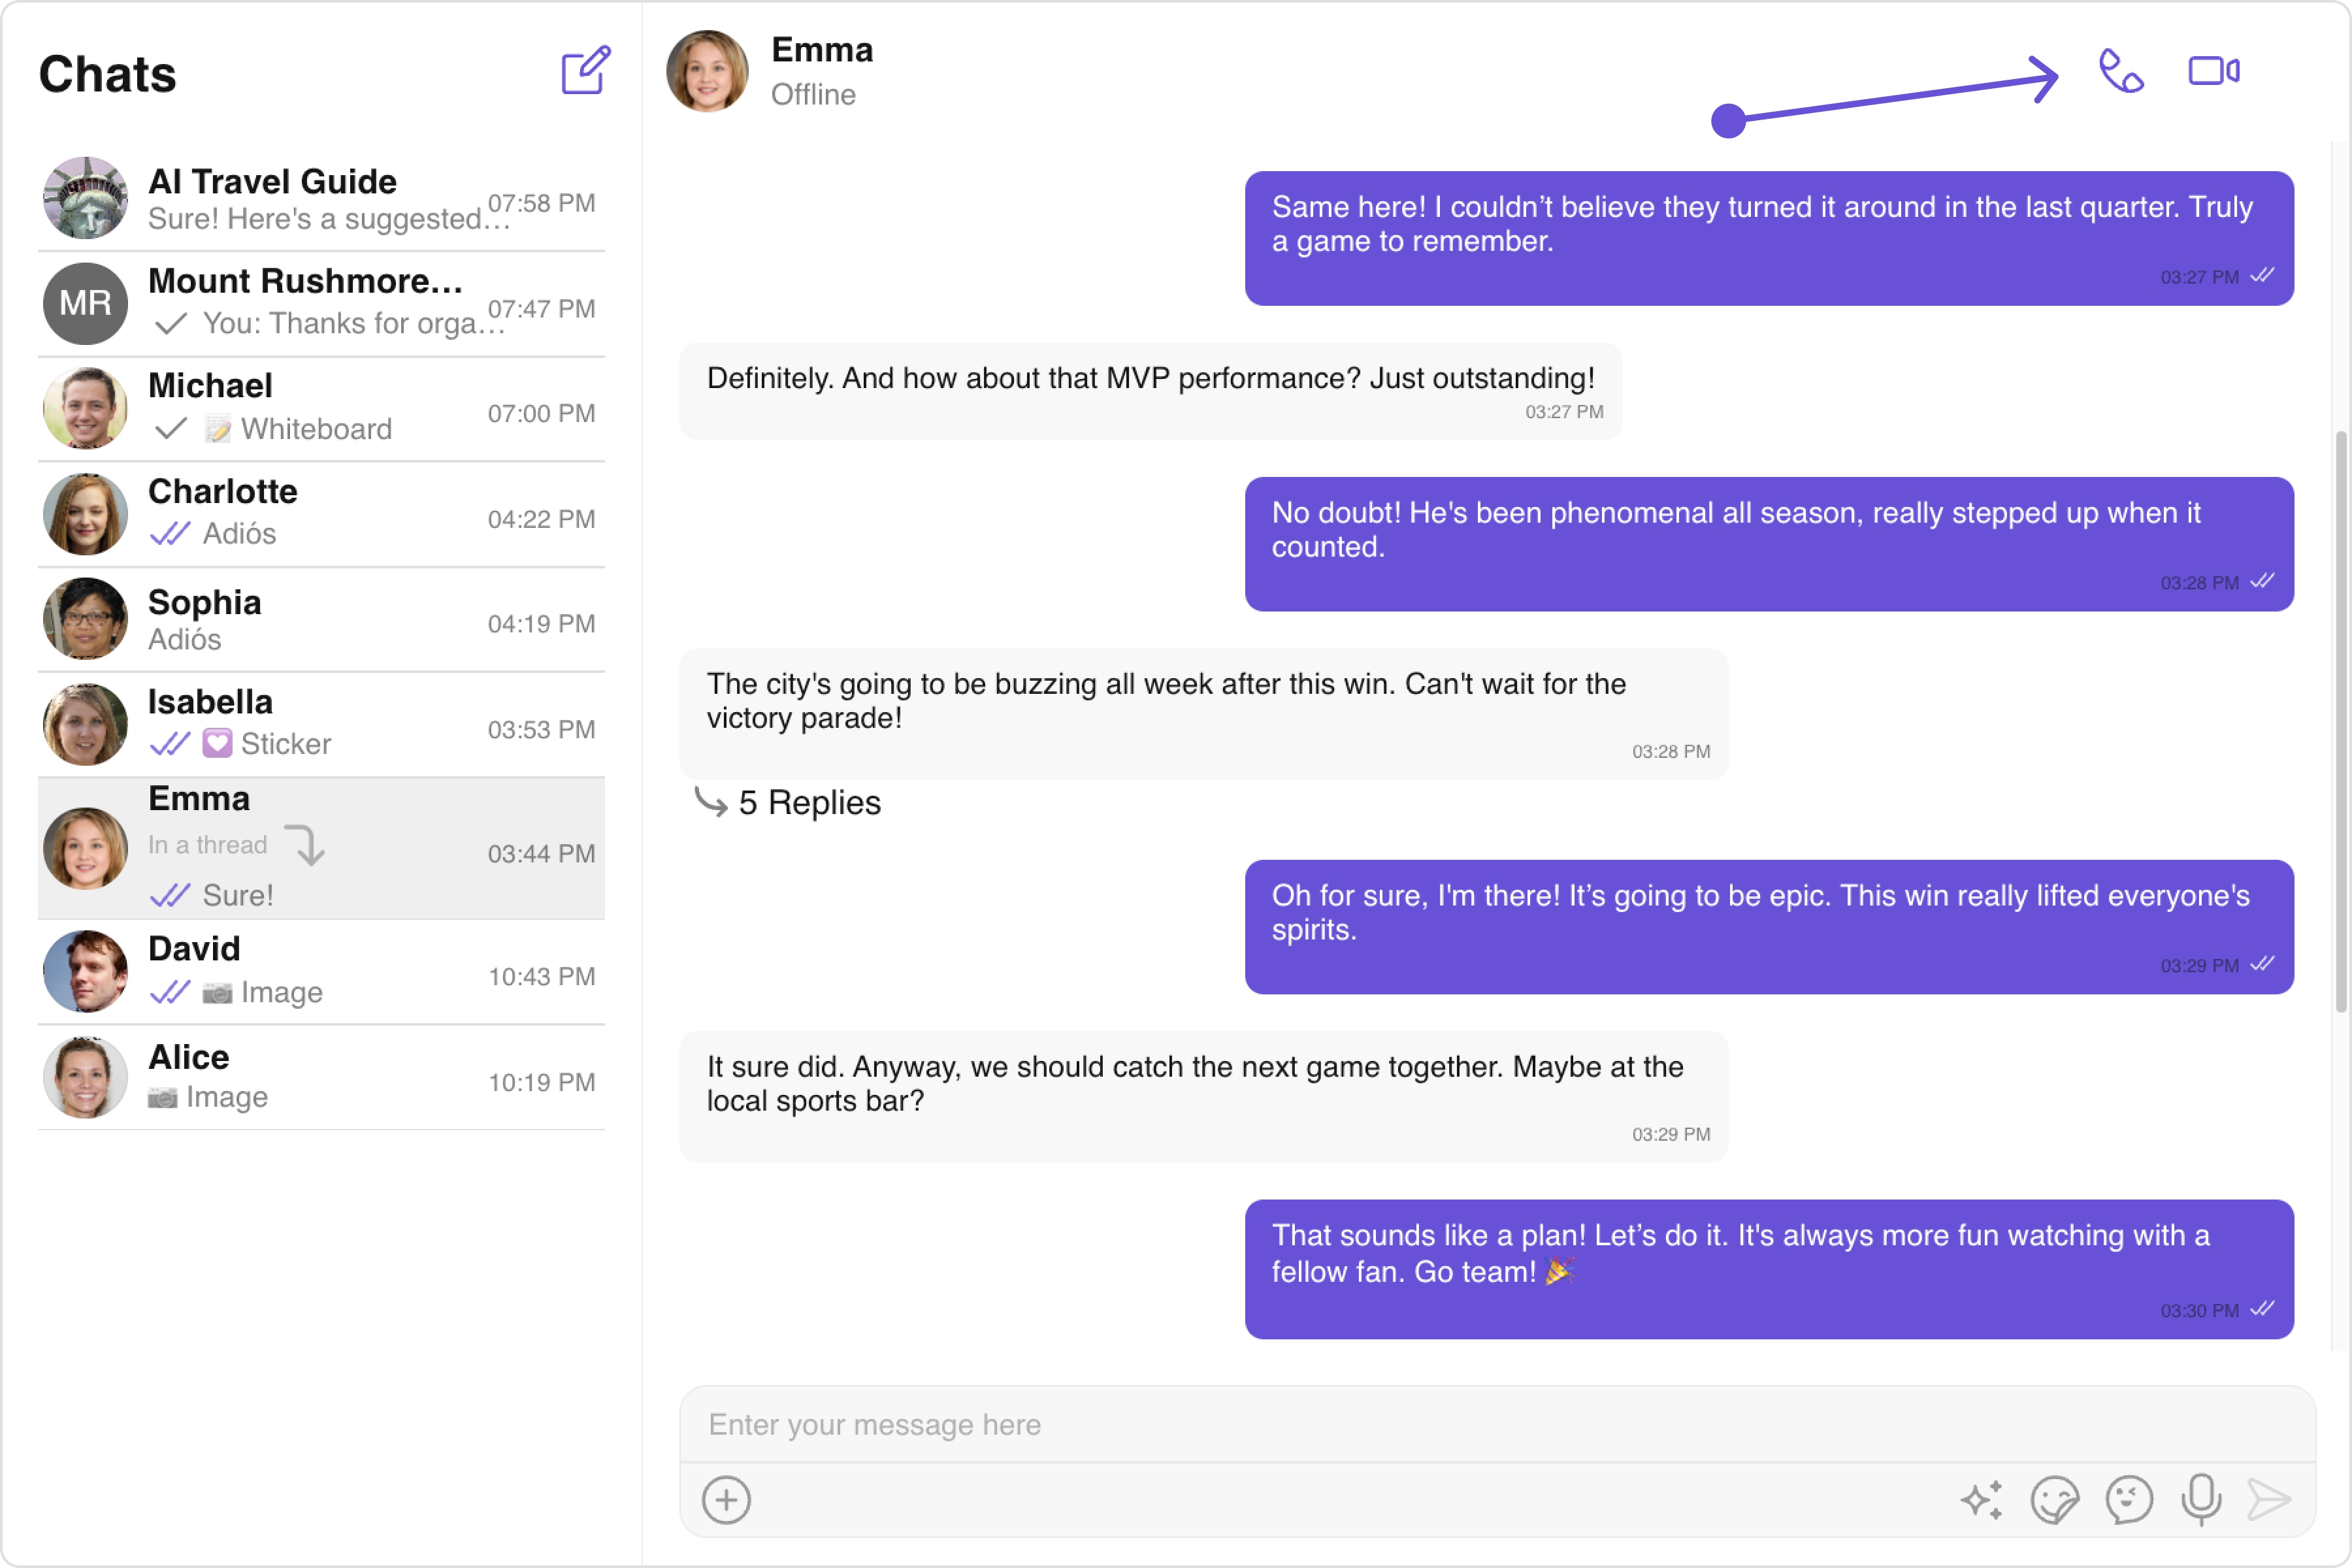 Chats
AI Travel Guide
Sure! Here's a suggested...
07:58 PM
MR
Mount Rushmore...
You: Thanks for orga...
07:47 PM
Michael
📝 Whiteboard
07:00 PM
Charlotte
Adiós
04:22 PM
Sophia
Adiós
04:19 PM
Isabella
💟 Sticker
03:53 PM
Emma
In a thread
Sure!
03:44 PM
David
📷 Image
10:43 PM
Alice
📷 Image
10:19 PM
Emma
Offline
Same here! I couldn’t believe they turned it around in the last quarter. Truly
a game to remember.
03:27 PM
Definitely. And how about that MVP performance? Just outstanding!
03:27 PM
No doubt! He's been phenomenal all season, really stepped up when it
counted.
03:28 PM
The city's going to be buzzing all week after this win. Can't wait for the
victory parade!
03:28 PM
5 Replies
Oh for sure, I'm there! It’s going to be epic. This win really lifted everyone's
spirits.
03:29 PM
It sure did. Anyway, we should catch the next game together. Maybe at the
local sports bar?
03:29 PM
That sounds like a plan! Let’s do it. It's always more fun watching with a
fellow fan. Go team! 🎉
03:30 PM
Enter your message here